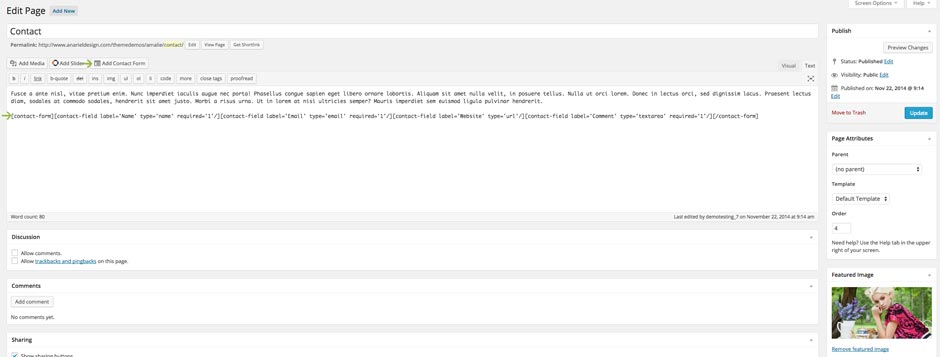 Edit Page Add New
Screen Options Help
Contact
Permalink: http://www.anarieldesign.com/themedemos/amalie/contact/ Edit View Page Get Shortlink
Add Media Add Slider Add Contact Form
Visual Text
b i link b-quote del ins img ul ol li code more close tags proofread
Fusce a ante nisl, vitae pretium enim. Nunc imperdiet iaculis augue nec porta! Phasellus congue sapien eget libero ornare lobortis. Aliquam sit amet nulla velit, in posuere tellus. Nulla ut orci lorem. Donec in lectus orci, sed dignissim lacus. Praesent lectus
diam, sodales at commodo sodales, hendrerit sit amet justo. Morbi a risus urna. Ut in lorem at nisi ultricies semper? Mauris imperdiet sem euismod ligula pulvinar hendrerit.
[contact-form][contact-field label='Name' type='name' required='1'/][contact-field label='Email' type='email' required='1'/][contact-field label='Website' type='url'/][contact-field label='Comment' type='textarea' required='1'/][/contact-form]
Word count: 80
Last edited by demotesting_7 on November 22, 2014 at 9:14 am
Discussion
Allow comments.
Allow trackbacks and pingbacks on this page.
Comments
Add comment
No comments yet.
Sharing
Show sharing buttons.
Publish
Preview Changes
Status: Published Edit
Visibility: Public Edit
Published on: Nov 22, 2014 @ 9:14
Edit
Move to Trash Update
Page Attributes
Parent
(no parent)
Template
Default Template
Order
4
Need help? Use the Help tab in the upper
right of your screen.
Featured Image
Remove featured image